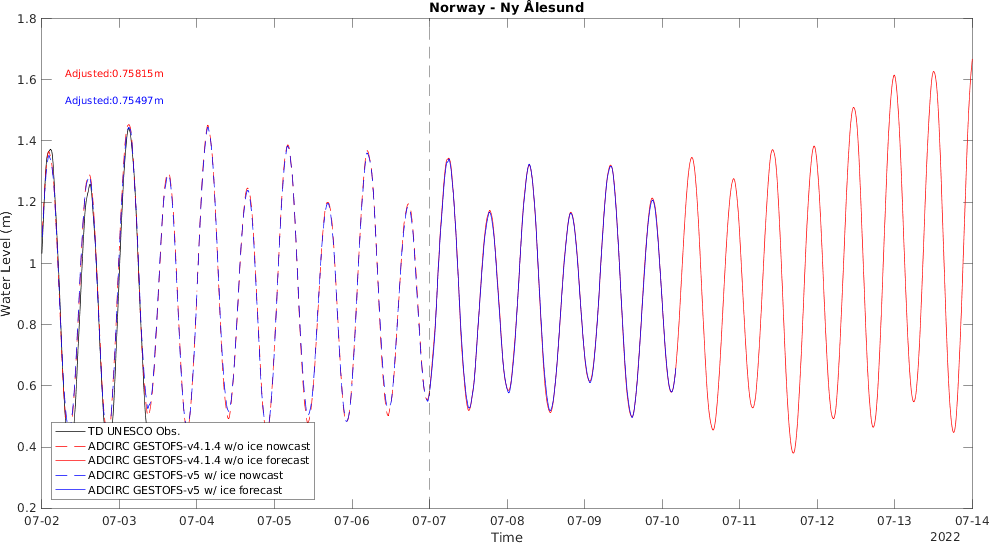 Norway - Ny Ålesund
1.8
1.6
1.4
1.2
1
0.8
0.6
0.4
0.2
Water Level (m)
Adjusted:0.75815m
Adjusted:0.75497m
TD UNESCO Obs.
ADCIRC GESTOFS-v4.1.4 w/o ice nowcast
ADCIRC GESTOFS-v4.1.4 w/o ice forecast
ADCIRC GESTOFS-v5 w/ ice nowcast
ADCIRC GESTOFS-v5 w/ ice forecast
07-02 07-03 07-04 07-05 07-06 07-07 07-08 07-09 07-10 07-11 07-12 07-13 07-14
Time
2022